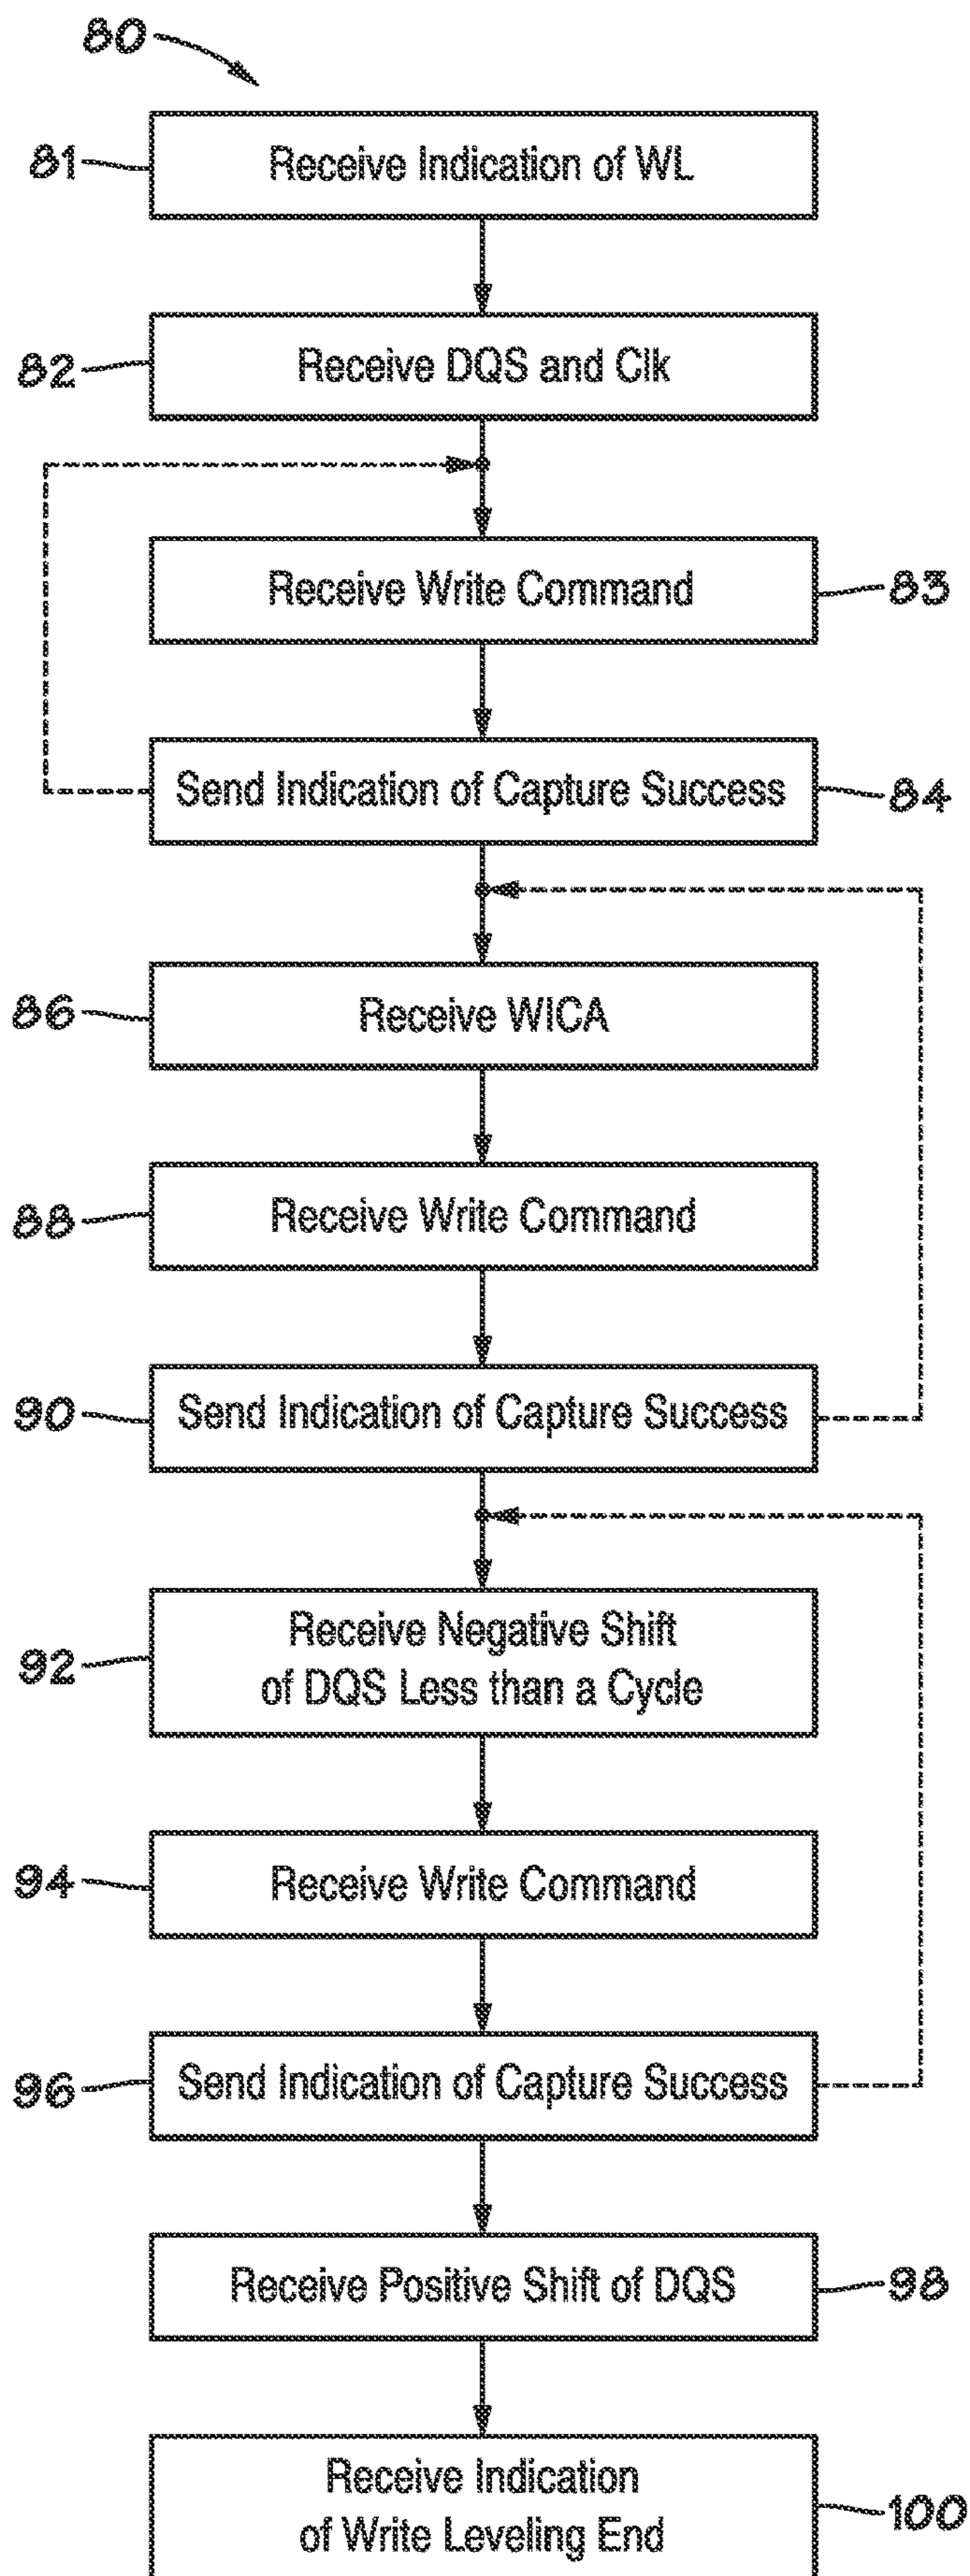 80
81
Receive Indication of WL
82
Receive DQS and Clk
Receive Write Command
83
Send Indication of Capture Success
84
86
Receive WICA
88
Receive Write Command
90
Send Indication of Capture Success
92
Receive Negative Shift
of DQS Less than a Cycle
94
Receive Write Command
96
Send Indication of Capture Success
Receive Positive Shift of DQS
98
Receive Indication
of Write Leveling End
100